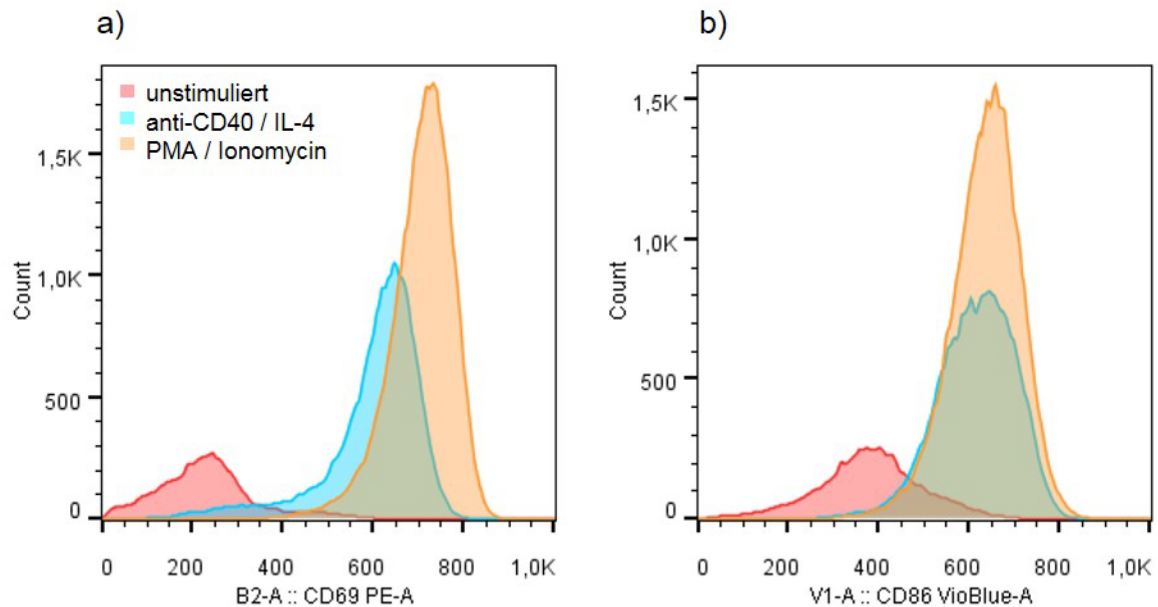 a)
unstimuliert
anti-CD40 / IL-4
PMA / Ionomycin
1,5K
1,0K
500
0
Count
0 200 400 600 800 1,0K
B2-A :: CD69 PE-A
b)
1,5K
1,0K
500
0
Count
0 200 400 600 800 1,0K
V1-A :: CD86 VioBlue-A